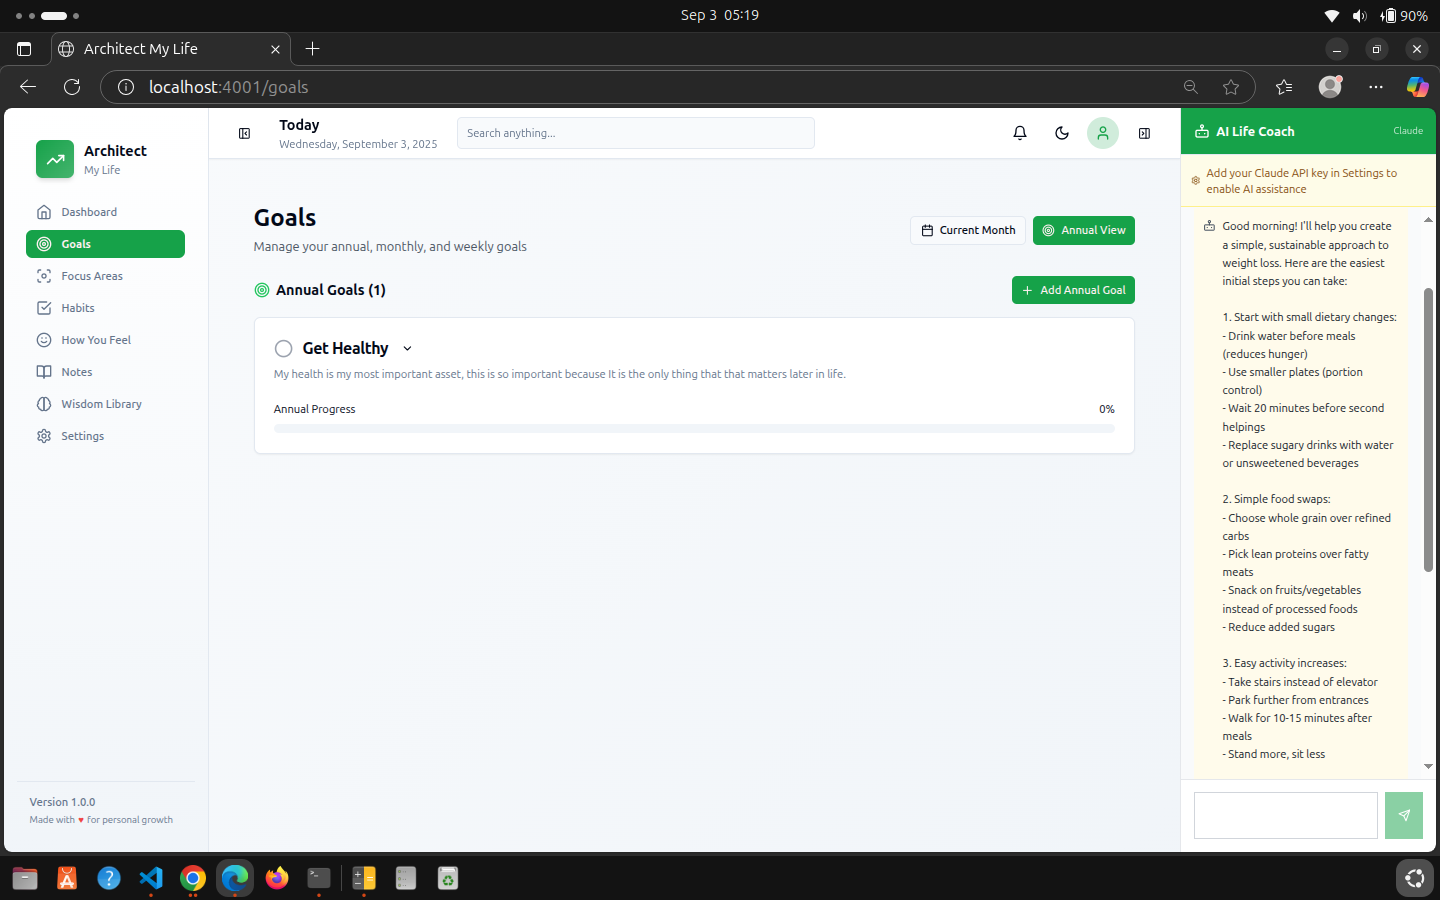 Sep 3 05:19
90%
Architect My Life
localhost:4001/goals
Architect
My Life
Dashboard
Goals
Focus Areas
Habits
How You Feel
Notes
Wisdom Library
Settings
Version 1.0.0
Made with ♥ for personal growth
Today
Wednesday, September 3, 2025
Search anything...
Goals
Manage your annual, monthly, and weekly goals
Current Month
Annual View
Annual Goals (1)
Add Annual Goal
Get Healthy
My health is my most important asset, this is so important because It is the only thing that that matters later in life.
Annual Progress
0%
AI Life Coach
Claude
Add your Claude API key in Settings to
enable AI assistance
Good morning! I'll help you create
a simple, sustainable approach to
weight loss. Here are the easiest
initial steps you can take:
1. Start with small dietary changes:
- Drink water before meals
(reduces hunger)
- Use smaller plates (portion
control)
- Wait 20 minutes before second
helpings
- Replace sugary drinks with water
or unsweetened beverages
2. Simple food swaps:
- Choose whole grain over refined
carbs
- Pick lean proteins over fatty
meats
- Snack on fruits/vegetables
instead of processed foods
- Reduce added sugars
3. Easy activity increases:
- Take stairs instead of elevator
- Park further from entrances
- Walk for 10-15 minutes after
meals
- Stand more, sit less